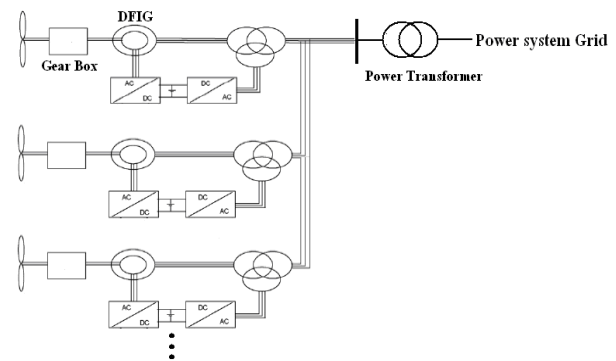 DFIG
Gear Box
Power system Grid
Power Transformer
AC
DC
DC
AC
AC
DC
DC
AC
AC
DC
DC
AC